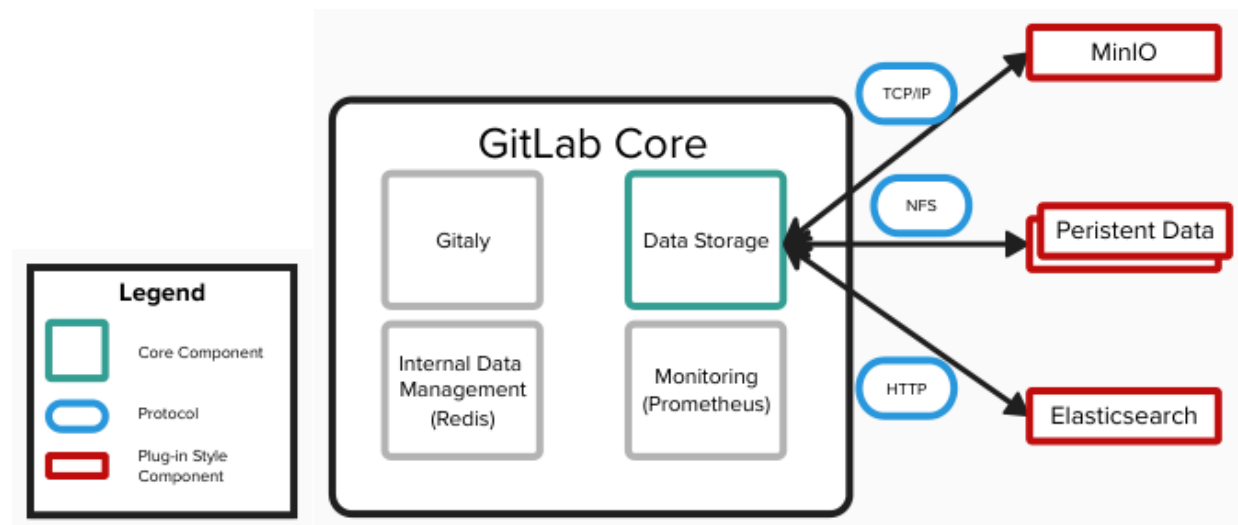 GitLab Core
Gitaly
Data Storage
Internal Data
Management
(Redis)
Monitoring
(Prometheus)
TCP/IP
NFS
HTTP
MinIO
Peristent Data
Elasticsearch
Legend
Core Component
Protocol
Plug-in Style
Component